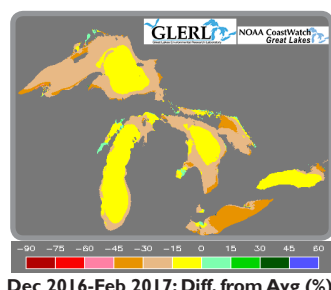 GLERL
Great Lakes Environmental Research Laboratory
NOAA CoastWatch
Great Lakes
-90 -75 -60 -45 -30 -15 0 15 30 45 60
Dec 2016-Feb 2017: Diff. from Avg (%)